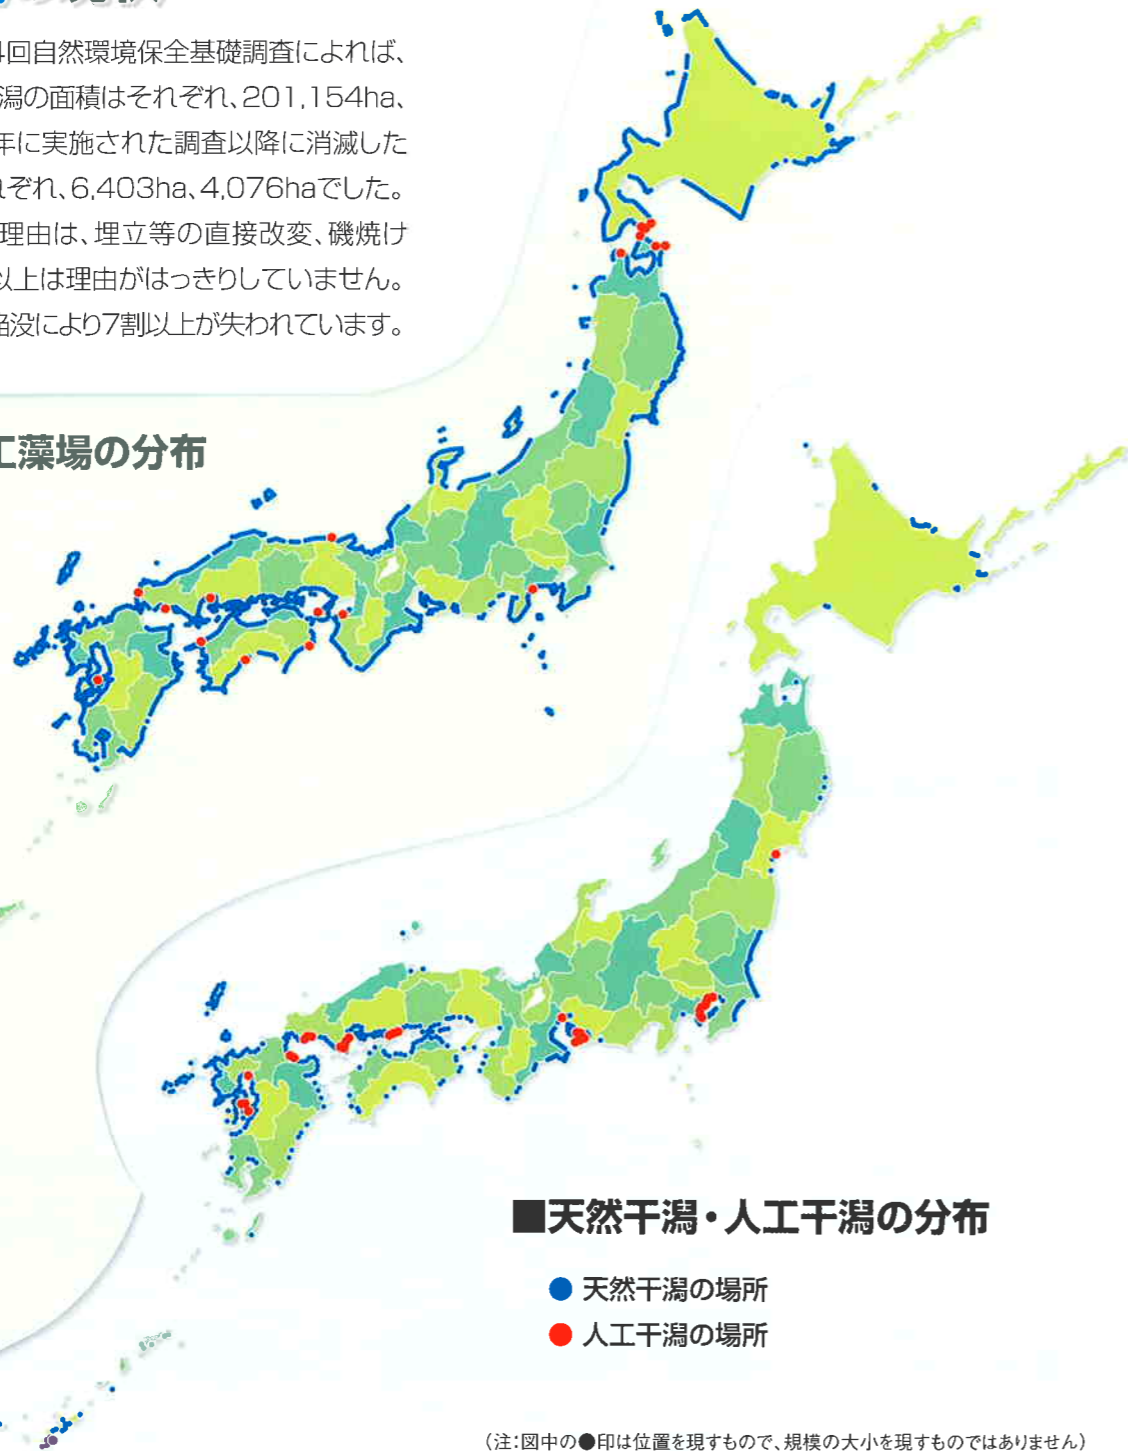 4回自然環境保全基礎調査によれば、
潟の面積はそれぞれ、201,154ha、
年に実施された調査以降に消滅した
れぞれ、6,403ha、4,076haでした。
理由は、埋立等の直接改変、磯焼け
以上は理由がはっきりしていません。
陥没により7割以上が失われています。
工藻場の分布
■天然干潟・人工干潟の分布
● 天然干潟の場所
● 人工干潟の場所
(注:図中の●印は位置を現すもので、規模の大小を現すものではありません)